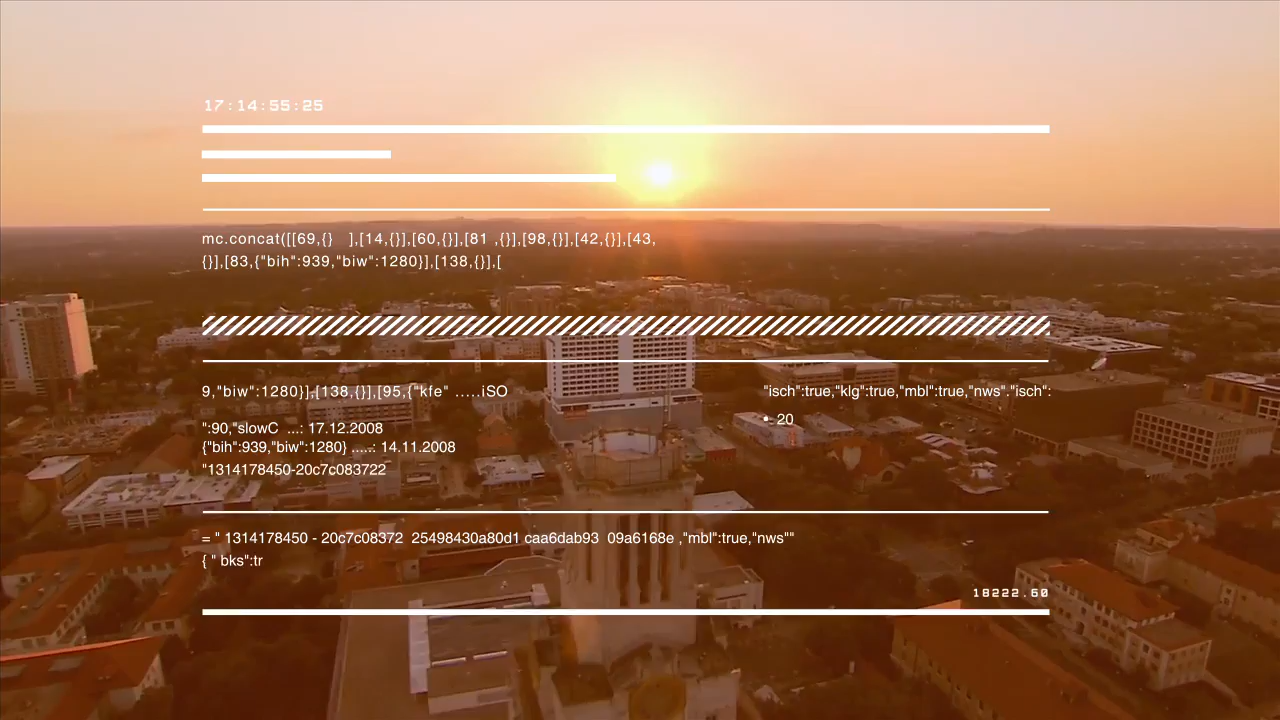 17:14:55:25
mc.concat([[69,{} ],[14,{}],[60,{}],[81 ,{}],[98,{}],[42,{}],[43,
{}],[83,{"bih":939,"biw":1280}],[138,{}],[
9,"biw":1280}],[138,{}],[95,{"kfe" .....iSO
"isch":true,"klg":true,"mbl":true,"nws"."isch":
• 20
":90,"slowC ...: 17.12.2008
{"bih":939,"biw":1280} .....: 14.11.2008
"1314178450-20c7c083722
= " 1314178450 - 20c7c08372 25498430a80d1 caa6dab93 09a6168e ,"mbl":true,"nws""
{ " bks":tr
18222.60